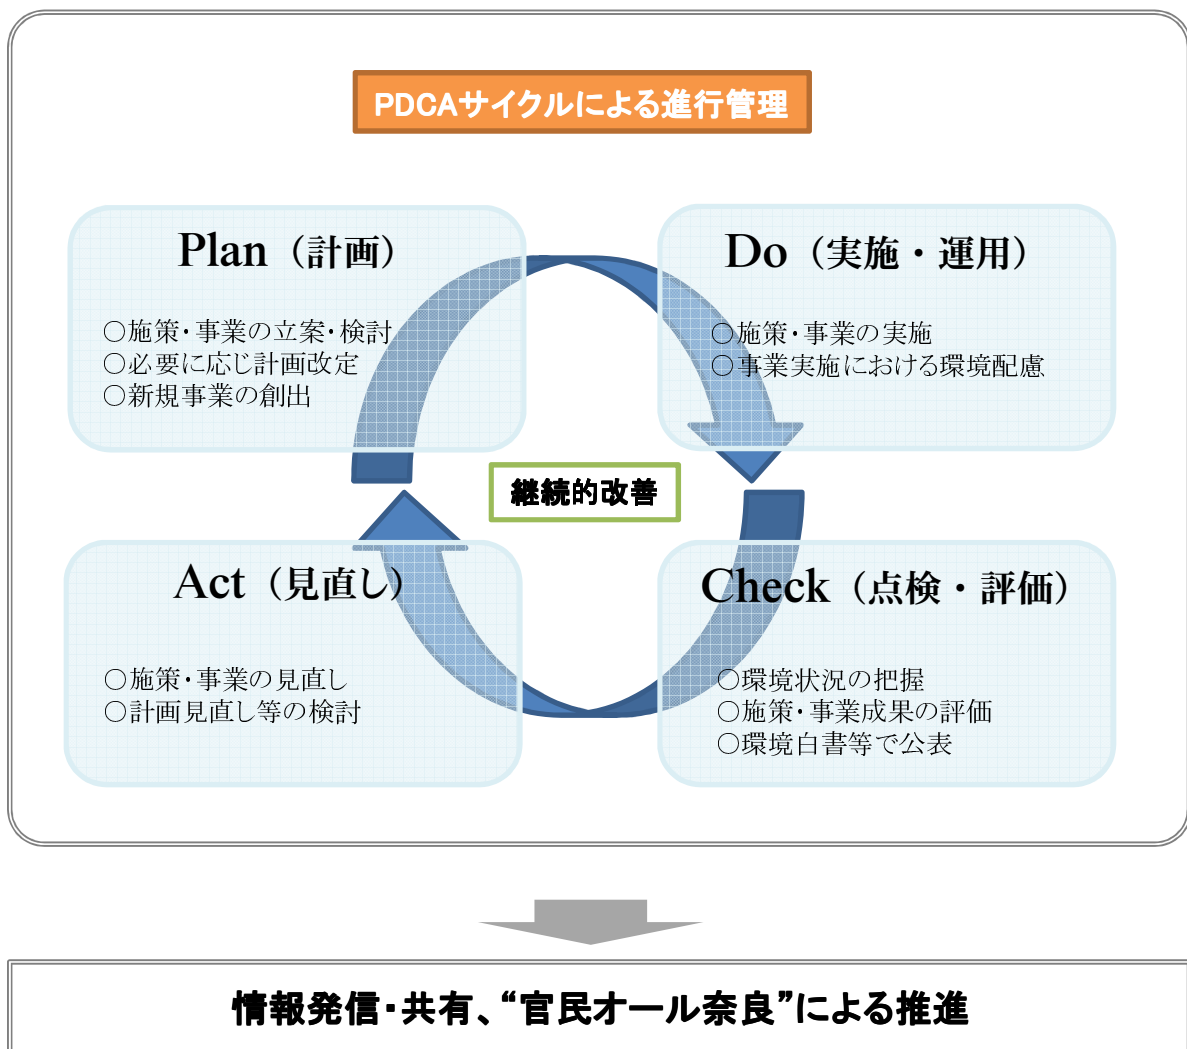 PDCAサイクルによる進行管理
Plan（計画）
○施策・事業の立案・検討
○必要に応じ計画改定
○新規事業の創出
Do（実施・運用）
○施策・事業の実施
○事業実施における環境配慮
継続的改善
Act（見直し）
○施策・事業の見直し
○計画見直し等の検討
Check（点検・評価）
○環境状況の把握
○施策・事業成果の評価
○環境白書等で公表
情報発信・共有、“官民オール奈良”による推進